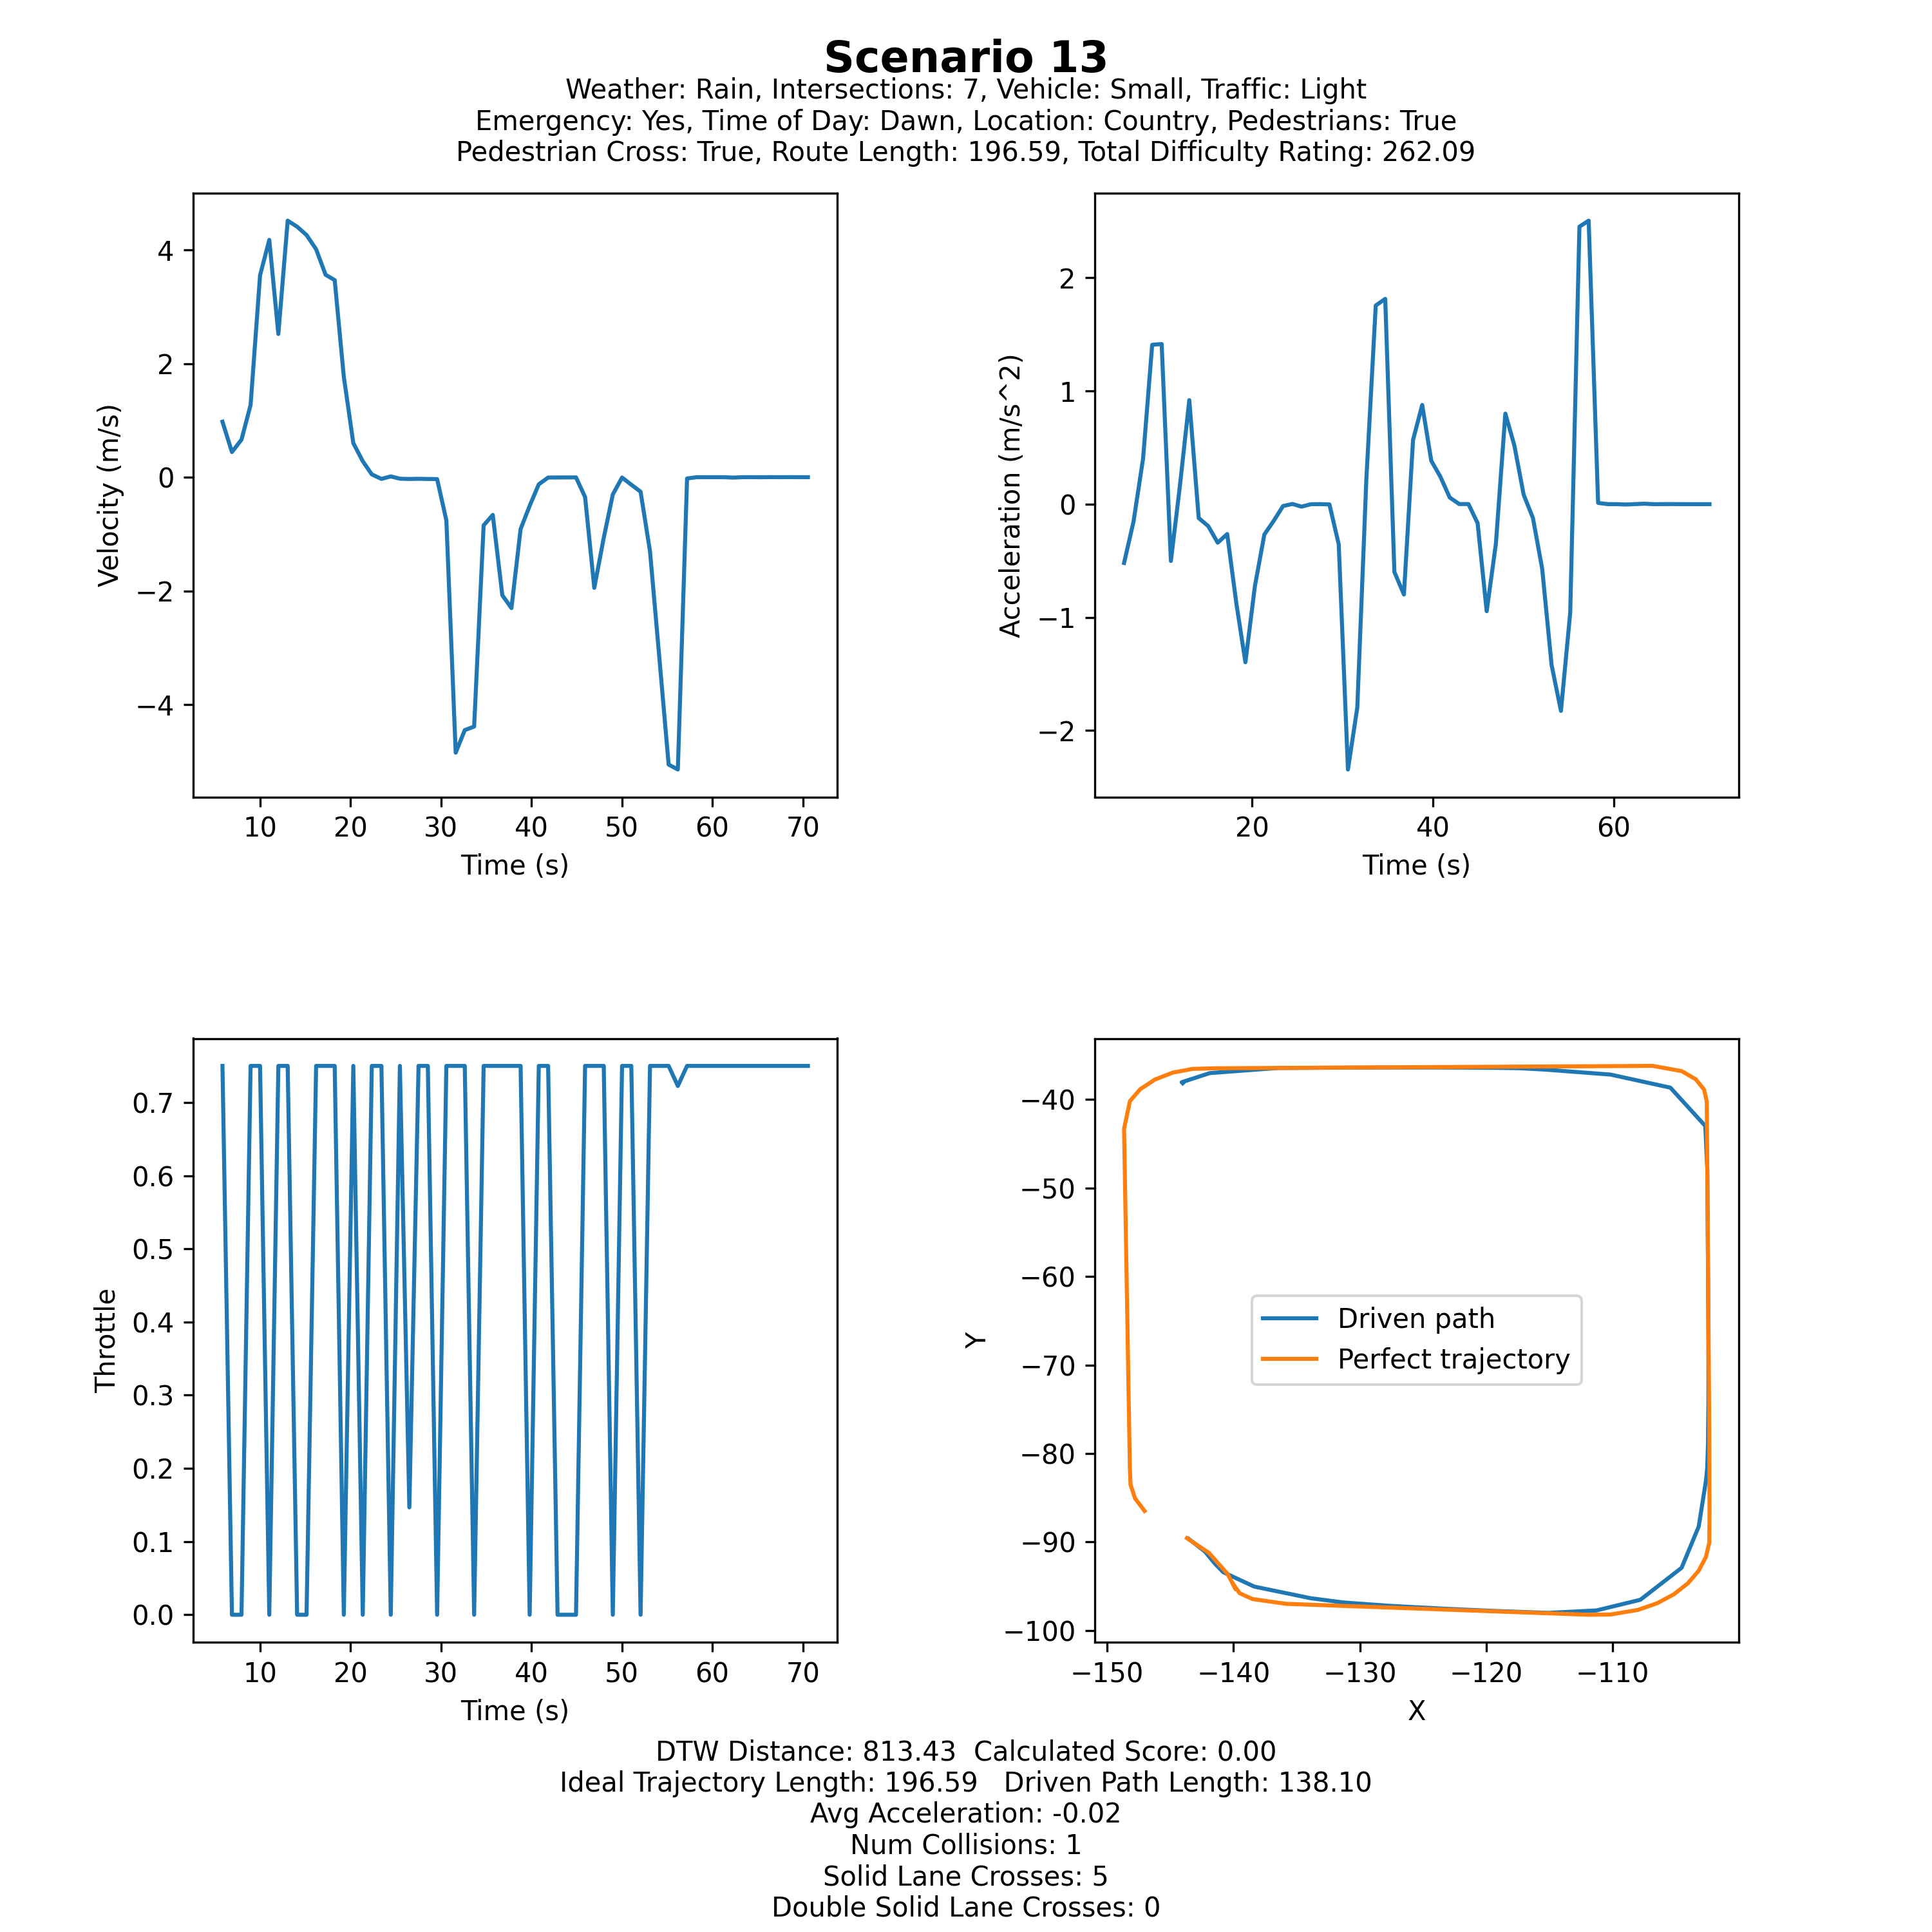 Scenario 13
Weather: Rain, Intersections: 7, Vehicle: Small, Traffic: Light
Emergency: Yes, Time of Day: Dawn, Location: Country, Pedestrians: True
Pedestrian Cross: True, Route Length: 196.59, Total Difficulty Rating: 262.09
4
2
0
−2
−4
Velocity (m/s)
10 20 30 40 50 60 70
Time (s)
2
1
0
−1
−2
Acceleration (m/s^2)
20 40 60
Time (s)
0.7
0.6
0.5
0.4
0.3
0.2
0.1
0.0
Throttle
10 20 30 40 50 60 70
Time (s)
−40
−50
−60
−70
−80
−90
−100
Y
Driven path
Perfect trajectory
−150 −140 −130 −120 −110
X
DTW Distance: 813.43 Calculated Score: 0.00
Ideal Trajectory Length: 196.59 Driven Path Length: 138.10
Avg Acceleration: -0.02
Num Collisions: 1
Solid Lane Crosses: 5
Double Solid Lane Crosses: 0